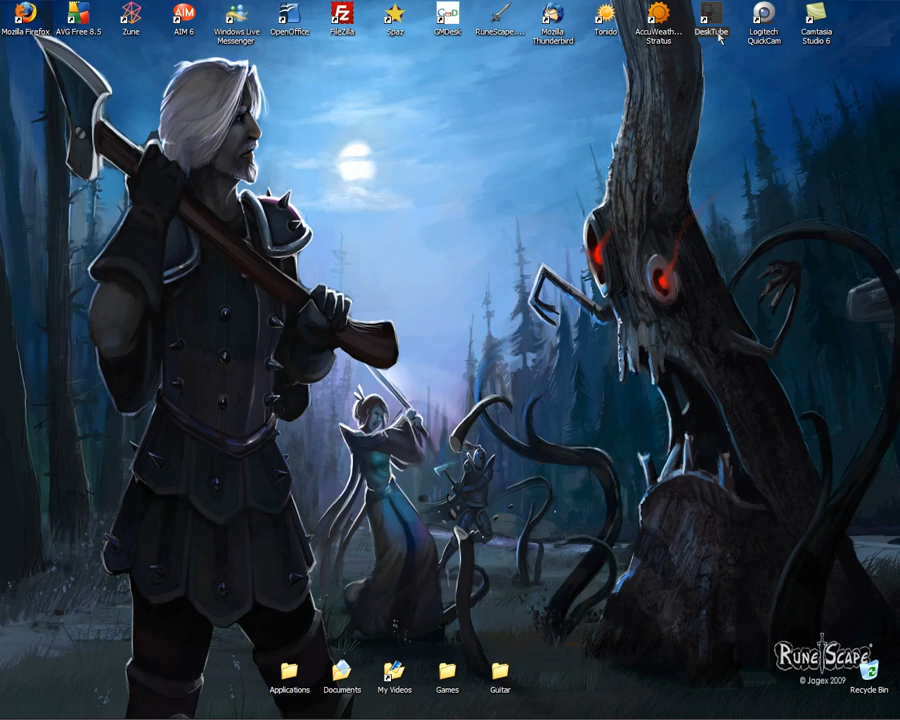 Mozilla Firefox
AVG Free 8.5
Zune
AIM 6
Windows Live
Messenger
OpenOffice
FileZilla
Spaz
GMDesk
RuneScape....
Mozilla
Thunderbird
Tonido
AccuWeath...
Stratus
DeskTube
Logitech
QuickCam
Camtasia
Studio 6
AIM
RuneScape
© Jagex 2009
Applications
Documents
My Videos
Games
Guitar
Recycle Bin